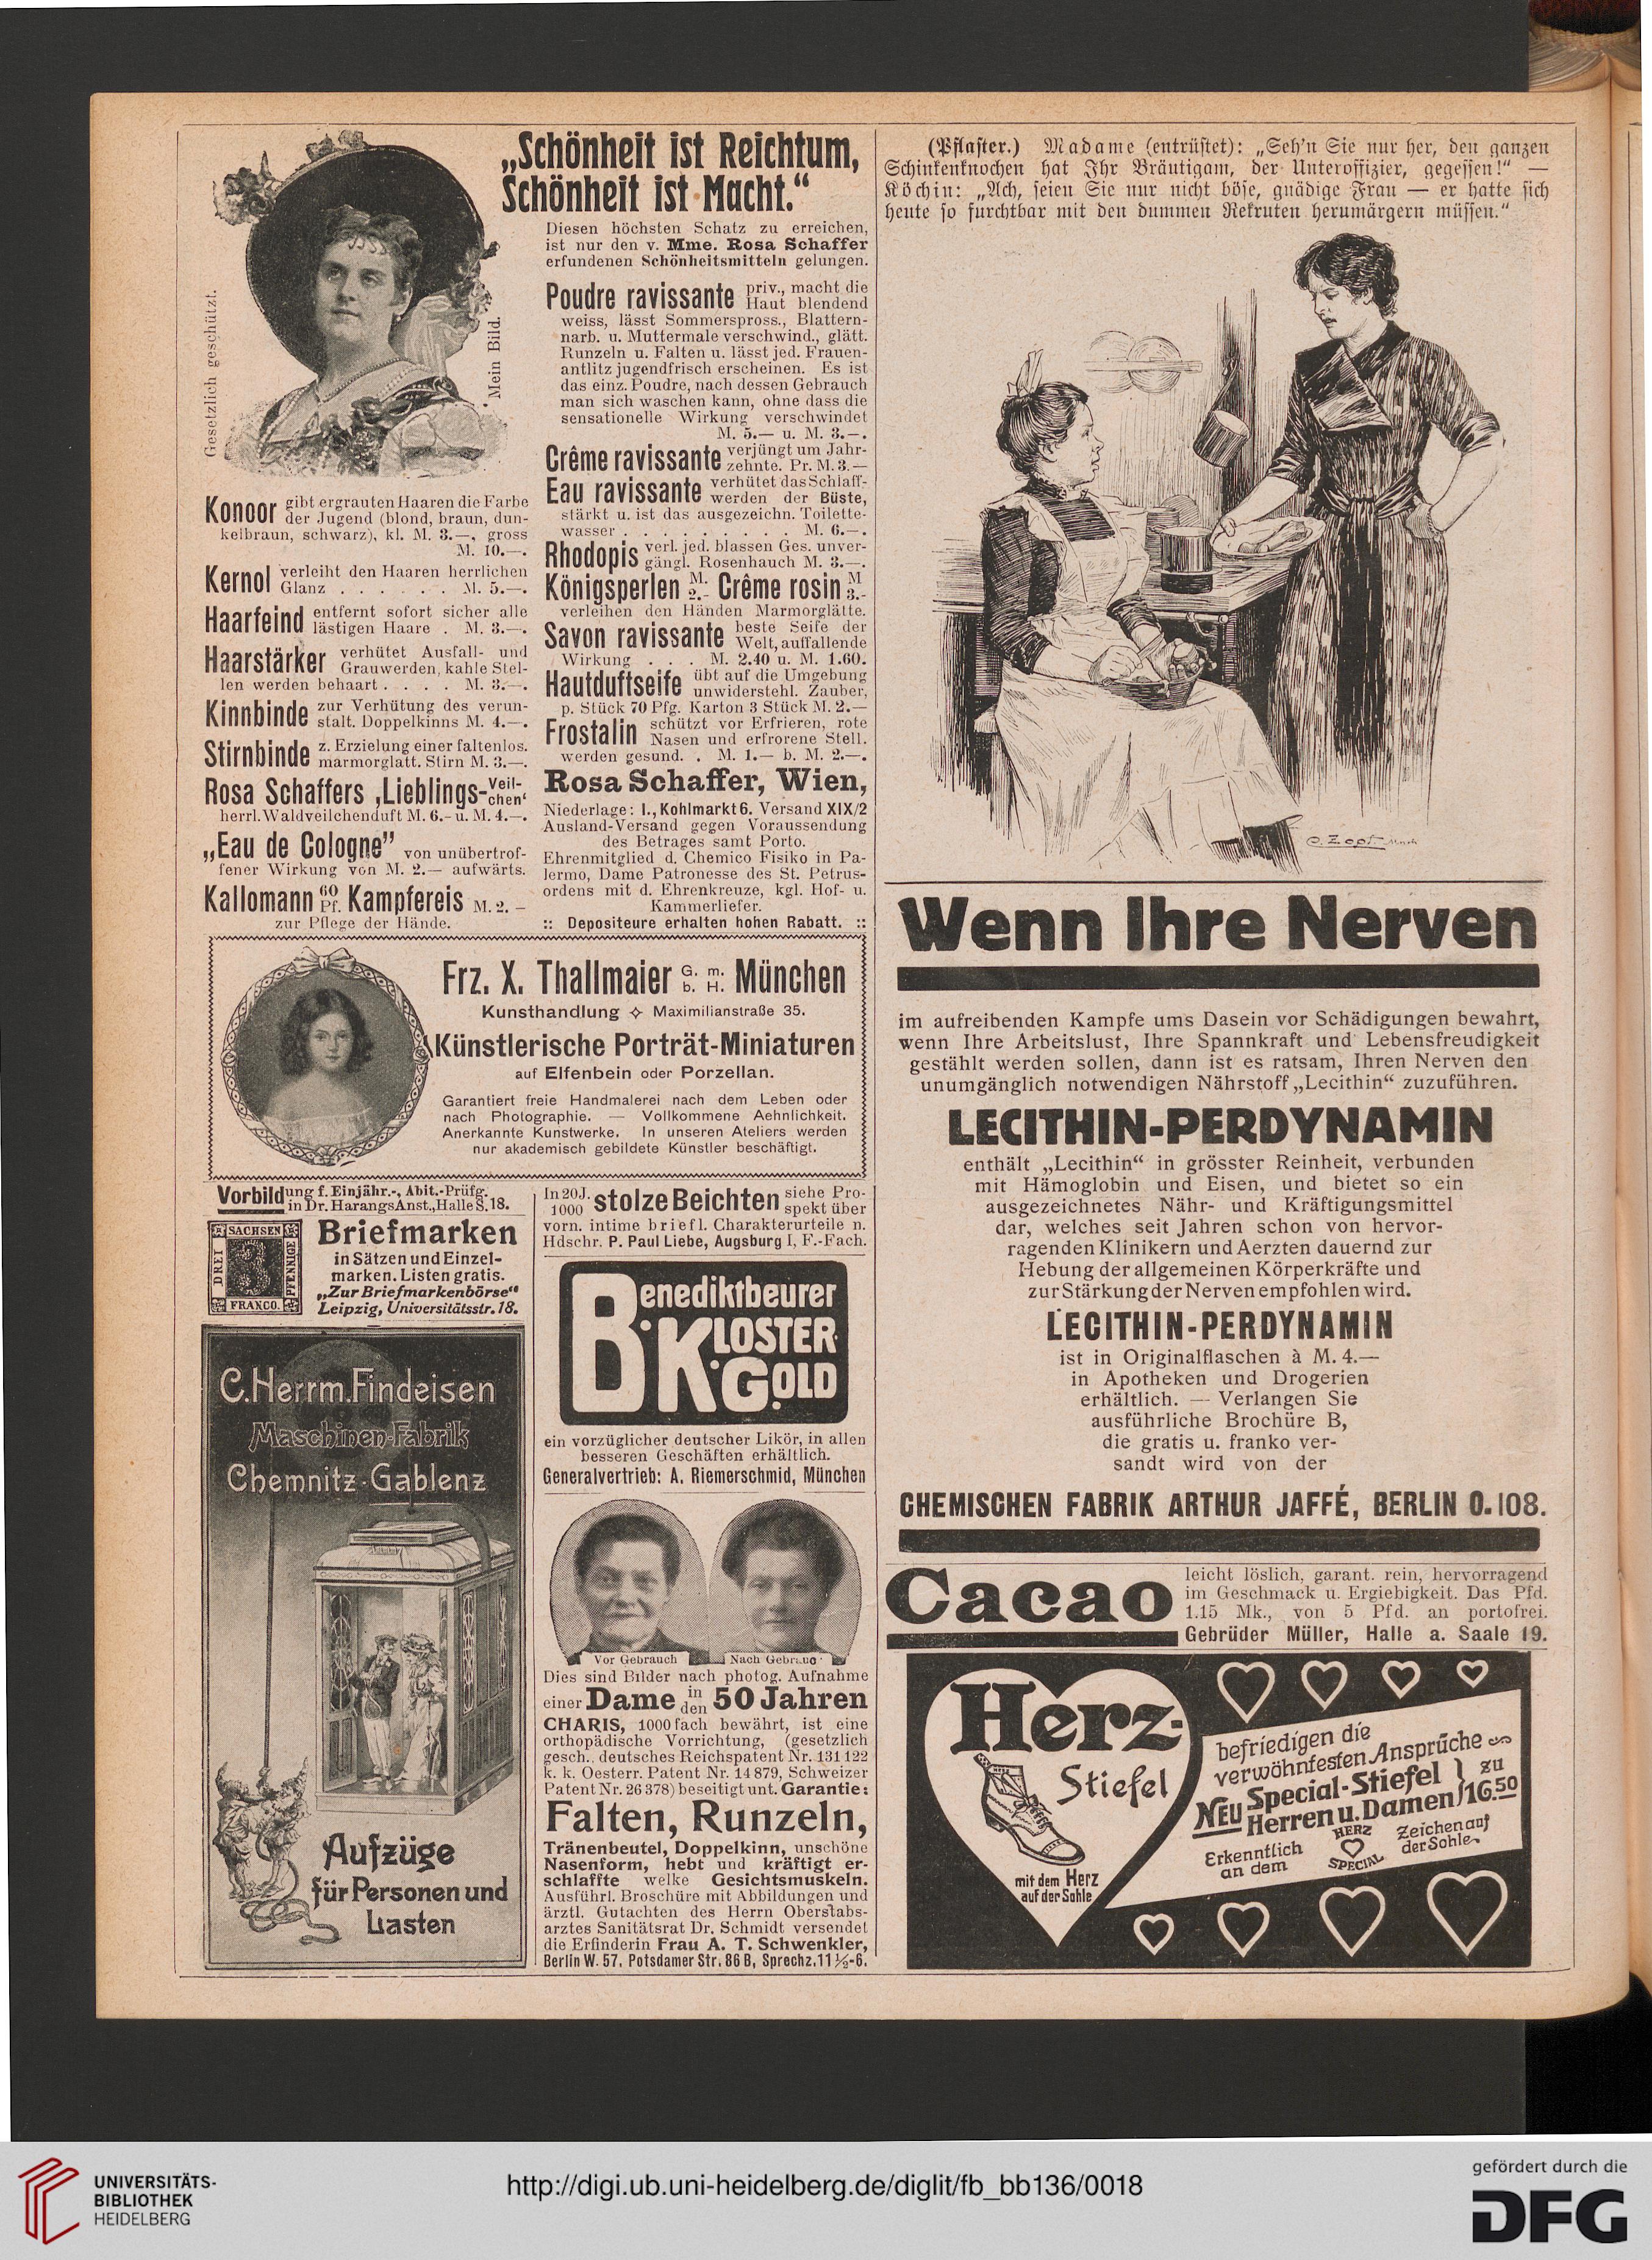 „Schönheit ist Reichtum,
Schönheit ist Macht.“
Gesetzlich geschützt.
Mein Bild.
Diesen höchsten Schatz zu erreichen,
ist nur den v. Mme. Rosa Schaffer
erfundenen Schönheitsmitteln gelungen.
Poudre ravissante priv., macht die
Haut blendend
weiss, lässt Sommerspross., Blattern-
narb. u. Muttermale verschwind., glätt.
Runzeln u. Falten u. lässt jed. Frauen-
antlitz jugendfrisch erscheinen. Es ist
das einz. Poudre, nach dessen Gebrauch
man sich waschen kann, ohne dass die
sensationelle Wirkung verschwindet
M. 5.— u. M. 3.—.
Crême ravissante verjüngt um Jahr-
zehnte. Pr. M. 3.—
Eau ravissante verhütet das Schlaff-
werden der Büste,
stärkt u. ist das ausgezeichn. Toilette-
wasser . . . . . . . . . M. 6.—.
Rhodopis verl. jed. blassen Ges. unver-
gängl. Rosenhauch M. 3.—.
Königsperlen M. 2.- Crême rosin M 3.-
verleihen den Händen Marmorglätte.
Savon ravissante beste Seife der
Welt, auffallende
Wirkung . . . M. 2.40 u. M. 1.60.
Hautduftseife übt auf die Umgebung
unwiderstehl. Zauber,
p. Stück 70 Pfg. Karton 3 Stück M. 2.—
Frostalin schützt vor Erfrieren, rote
Nasen und erfrorene Stell.
werden gesund. . M. 1.— b. M. 2.—.
Rosa Schaffer, Wien,
Niederlage: I., Kohlmarkt 6. Versand XIX/2
Ausland-Versand gegen Voraussendung
des Betrages samt Porto.
Ehrenmitglied d. Chemico Fisiko in Pa-
lermo, Dame Patronesse des St. Petrus-
ordens mit d. Ehrenkreuze, kgl. Hof- u.
Kammerliefer.
:: Depositeure erhalten hohen Rabatt. ::
Konoor gibt ergrauten Haaren die Farbe
der Jugend (blond, braun, dun-
kelbraun, schwarz), kl. M. 3.—, gross
M. 10.—.
Kernol verleiht den Haaren herrlichen
Glanz . . . . . . M. 5.—.
Haarfeind entfernt sofort sicher alle
lästigen Haare . M. 3.—.
Haarstärker verhütet Ausfall- und
Grauwerden, kahle Stel-
len werden behaart . . . . M. 3.—.
Kinnbinde zur Verhütung des verun-
stalt. Doppelkinns M. 4.—.
Stirnbinde z. Erzielung einer faltenlos.
marmorglatt. Stirn M. 3.—.
Rosa Schaffers ‚Lieblings-Veil-
chen‘
herrl. Waldveilchenduft M. 6.- u. M. 4.—.
„Eau de Cologne” von unübertrof-
fener Wirkung von M. 2.— aufwärts.
Kallomann 60 Pf. Kampfereis M. 2. –
zur Pflege der Hände.
Frz. X. Thallmaier G. m. b. H. München
Kunsthandlung ✧ Maximilianstraße 35.
Künstlerische Porträt-Miniaturen
auf Elfenbein oder Porzellan.
Garantiert freie Handmalerei nach dem Leben oder
nach Photographie. — Vollkommene Aehnlichkeit.
Anerkannte Kunstwerke. In unseren Ateliers werden
nur akademisch gebildete Künstler beschäftigt.
Vorbildung f. Einjähr.-, Abit.-Prüfg.
in Dr. Harangs Anst., Halle S. 18.
SACHSEN
DREI
3
PFENNIGE
FRANCO.
Briefmarken
in Sätzen und Einzel-
marken. Listen gratis.
„Zur Briefmarkenbörse“
Leipzig, Universitätsstr. 18.
C. Herrm. Findeisen
Maschinen-Fabrik
Chemnitz-Gablenz
Aufzüge
für Personen und
Lasten
In 20 J.
1000 stolze Beichten siehe Pro-
spekt über
vorn. intime briefl. Charakterurteile n.
Hdschr. P. Paul Liebe, Augsburg I, F.-Fach.
Benediktbeurer
KLOSTER
GOLD
ein vorzüglicher deutscher Likör, in allen
besseren Geschäften erhältlich.
Generalvertrieb: A. Riemerschmid, München
Vor Gebrauch
Nach Gebrauch
Dies sind Bilder nach photog. Aufnahme
einer Dame in den 50 Jahren
CHARIS, 1000fach bewährt, ist eine
orthopädische Vorrichtung, (gesetzlich
gesch., deutsches Reichspatent Nr. 131122
k. k. Oesterr. Patent Nr. 14879, Schweizer
Patent Nr. 26378) beseitigt unt. Garantie:
Falten, Runzeln,
Tränenbeutel, Doppelkinn, unschöne
Nasenform, hebt und kräftigt er-
schlaffte welke Gesichtsmuskeln.
Ausführl. Broschüre mit Abbildungen und
ärztl. Gutachten des Herrn Oberstabs-
arztes Sanitätsrat Dr. Schmidt versendet
die Erfinderin Frau A. T. Schwenkler,
Berlin W. 57, Potsdamer Str. 86 B, Sprechz. 11½-6.
(Pflaster.) Madame (entrüstet): „Seh'n Sie nur her, den ganzen
Schinkenknochen hat Ihr Bräutigam, der Unteroffizier, gegessen!“ —
Köchin: „Ach, seien Sie nur nicht böse, gnädige Frau — er hatte sich
heute so furchtbar mit den dummen Rekruten herumärgern müssen.“
O. Zopf
Wenn Ihre Nerven
im aufreibenden Kampfe ums Dasein vor Schädigungen bewahrt,
wenn Ihre Arbeitslust, Ihre Spannkraft und Lebensfreudigkeit
gestählt werden sollen, dann ist es ratsam, Ihren Nerven den
unumgänglich notwendigen Nährstoff „Lecithin“ zuzuführen.
LECITHIN-PERDYNAMIN
enthält „Lecithin“ in grösster Reinheit, verbunden
mit Hämoglobin und Eisen, und bietet so ein
ausgezeichnetes Nähr- und Kräftigungsmittel
dar, welches seit Jahren schon von hervor-
ragenden Klinikern und Aerzten dauernd zur
Hebung der allgemeinen Körperkräfte und
zur Stärkung der Nerven empfohlen wird.
LECITHIN-PERDYNAMIN
ist in Originalflaschen à M. 4.—
in Apotheken und Drogerien
erhältlich. — Verlangen Sie
ausführliche Brochüre B,
die gratis u. franko ver-
sandt wird von der
CHEMISCHEN FABRIK ARTHUR JAFFÉ, BERLIN O. 108.
Cacao
leicht löslich, garant. rein, hervorragend
im Geschmack u. Ergiebigkeit. Das Pfd.
1.15 Mk., von 5 Pfd. an portofrei.
Gebrüder Müller, Halle a. Saale 19.
Herz-
Stiefel
mit dem Herz
auf der Sohle
befriedigen die
verwöhntesten Ansprüche
NEU Special-Stiefel } zu
Herren u. Damen } 16.50
Erkenntlich
an dem
HERZ
SPECIAL
Zeichen auf
der Sohle
UNIVERSITÄTS-
BIBLIOTHEK
HEIDELBERG
http://digi.ub.uni-heidelberg.de/diglit/fb_bb136/0018
gefördert durch die
DFG